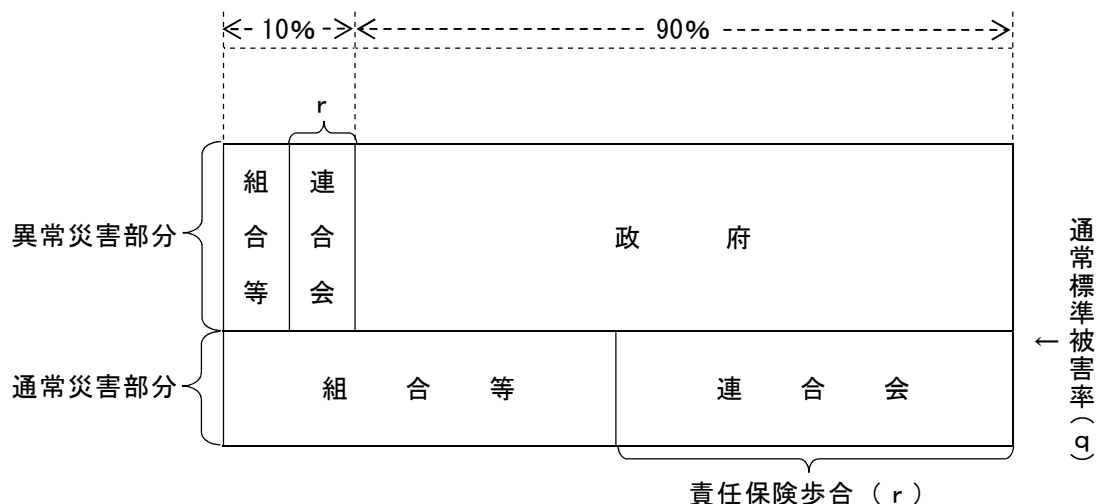 10% 90%
r
異常災害部分
組合等
連合会
政府
通常標準被害率(q)
←
通常災害部分
組合等
連合会
責任保険歩合(r)